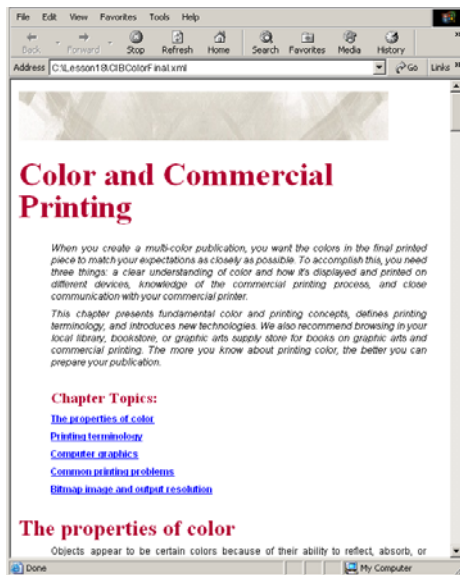 File Edit View Favorites Tools Help
Back Forward Stop Refresh Home Search Favorites Media History
Address C:\Lesson18\CIBColorFinal.xml Go Links
Color and Commercial
Printing
When you create a multi-color publication, you want the colors in the final printed
piece to match your expectations as closely as possible. To accomplish this, you need
three things: a clear understanding of color and how it's displayed and printed on
different devices, knowledge of the commercial printing process, and close
communication with your commercial printer.
This chapter presents fundamental color and printing concepts, defines printing
terminology, and introduces new technologies. We also recommend browsing in your
local library, bookstore, or graphic arts supply store for books on graphic arts and
commercial printing. The more you know about printing color, the better you can
prepare your publication.
Chapter Topics:
The properties of color
Printing terminology
Computer graphics
Common printing problems
Bitmap image and output resolution
The properties of color
Objects appear to be certain colors because of their ability to reflect, absorb, or
Done My Computer